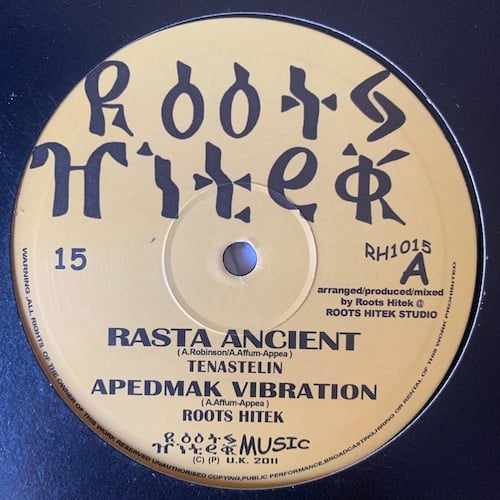 ROOTS
HITEK
15
RH1015
A
arranged/produced/mixed
by Roots Hitek @
ROOTS HITEK STUDIO
RASTA ANCIENT
( A.Robinson/A.Affum-Appea )
TENASTELIN
APEDMAK VIBRATION
( A.Affum-Appea )
ROOTS HITEK
ROOTS
HITEK MUSIC
(C) (P) U.K. 2011
WARNING .ALL RIGHTS OF THE OWNER OF THIS WORK RESERVED UNAUTHORISED COPYING,PUBLIC PERFORMANCE,BROADCASTING,HIRING OR RENTAL OF THIS WORK PROHIBITED